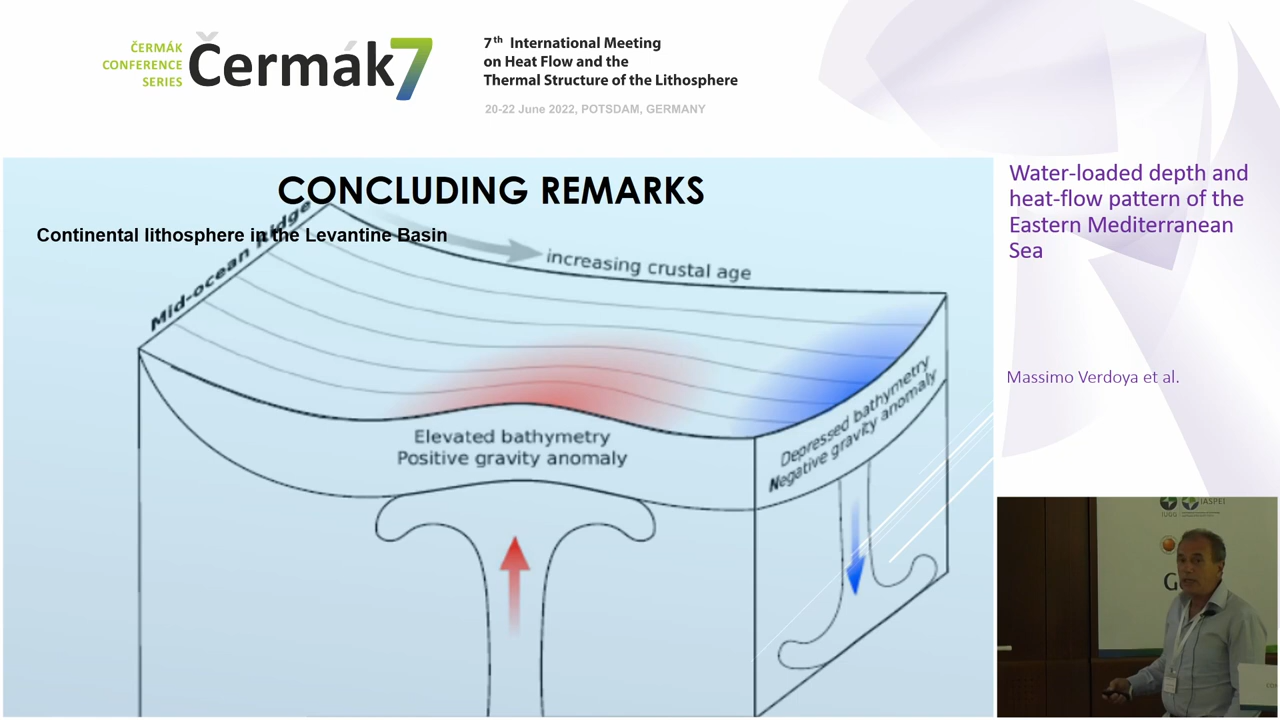 ČERMÁK
CONFERENCE
SERIES
Čermák7
7th International Meeting
on Heat Flow and the
Thermal Structure of the Lithosphere
20-22 June 2022, POTSDAM, GERMANY
CONCLUDING REMARKS
Continental lithosphere in the Levantine Basin
Mid-ocean Ridge
increasing crustal age
Elevated bathymetry
Positive gravity anomaly
Depressed bathymetry
Negative gravity anomaly
Water-loaded depth and
heat-flow pattern of the
Eastern Mediterranean
Sea
Massimo Verdoya et al.
IUGG
IASPEI
G